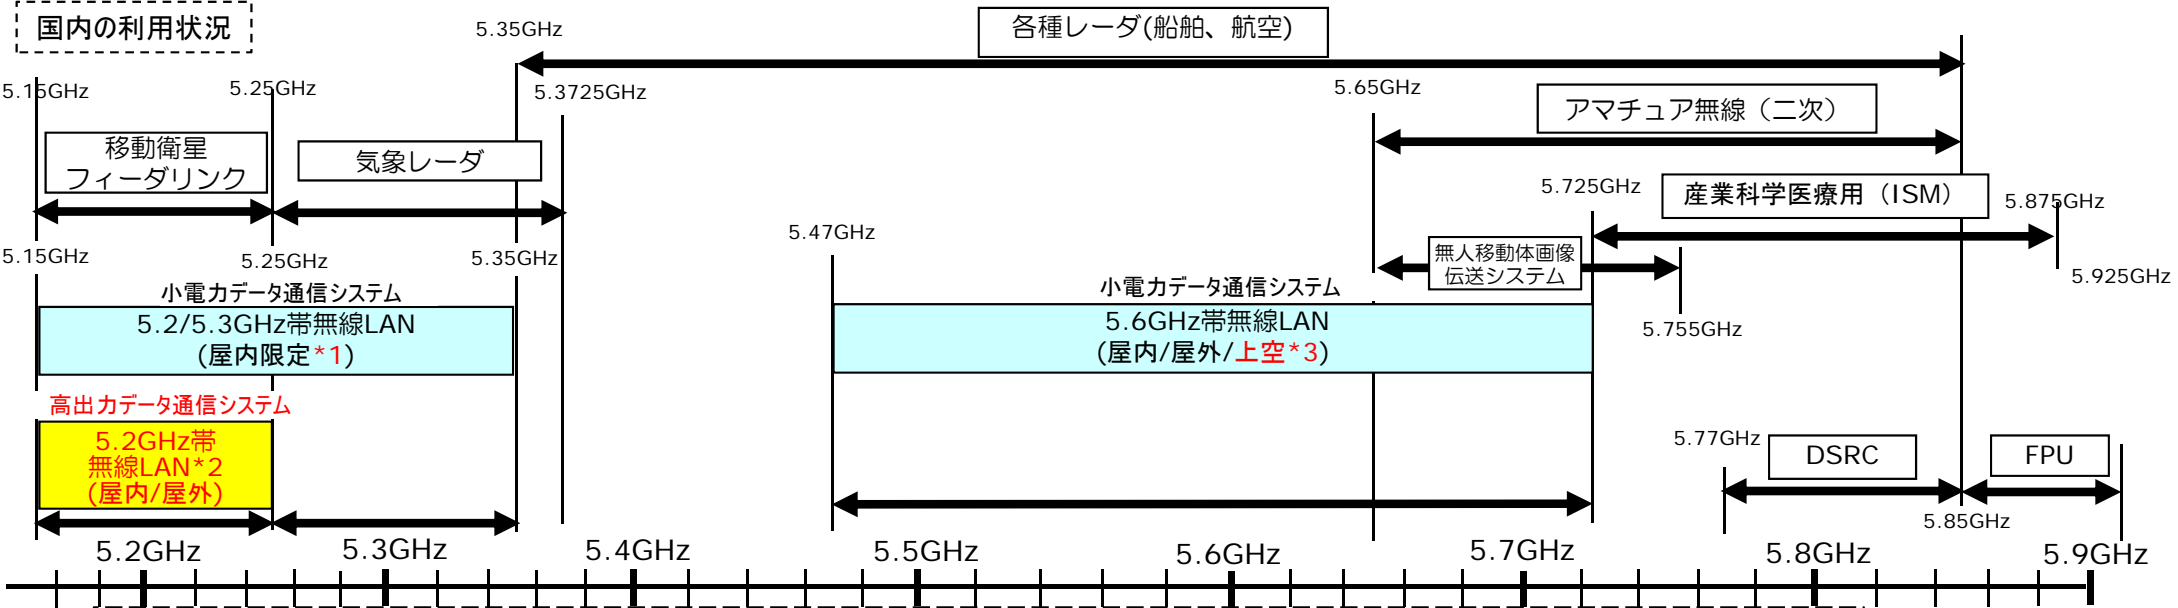 国内の利用状況
各種レーダ(船舶、航空)
5.35GHz
5.15GHz
5.25GHz
5.3725GHz
5.65GHz
アマチュア無線（二次）
移動衛星
フィーダリンク
気象レーダ
5.725GHz
産業科学医療用（ISM）
5.875GHz
5.47GHz
無人移動体画像
伝送システム
5.15GHz
5.25GHz
5.35GHz
5.925GHz
小電力データ通信システム
5.2/5.3GHz帯無線LAN
(屋内限定*1)
小電力データ通信システム
5.6GHz帯無線LAN
(屋内/屋外/上空*3)
5.755GHz
高出力データ通信システム
5.2GHz帯
無線LAN*2
(屋内/屋外)
5.77GHz
DSRC
FPU
5.85GHz
5.2GHz
5.3GHz
5.4GHz
5.5GHz
5.6GHz
5.7GHz
5.8GHz
5.9GHz